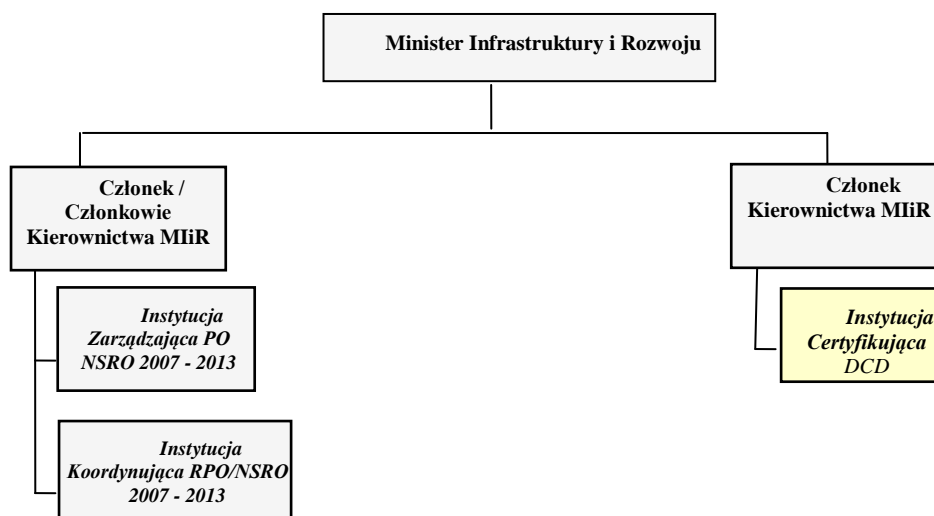 Minister Infrastruktury i Rozwoju
Członek /
Członkowie
Kierownictwa MIiR
Członek
Kierownictwa MIiR
Instytucja
Zarządzająca PO
NSRO 2007 - 2013
Instytucja
Certyfikująca
DCD
Instytucja
Koordynująca RPO/NSRO
2007 - 2013